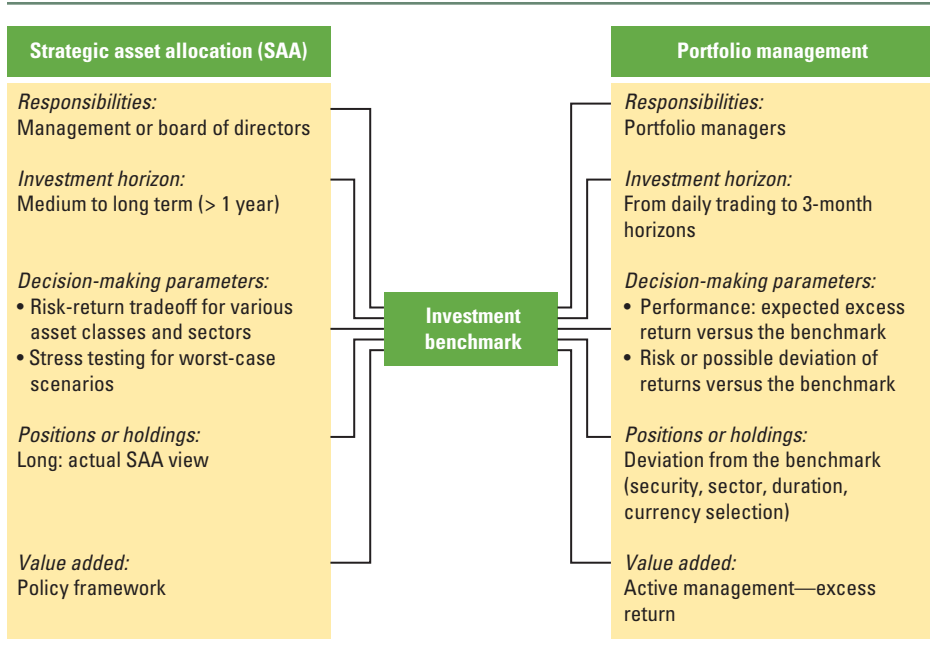 Strategic asset allocation (SAA)
Responsibilities:
Management or board of directors
Investment horizon:
Medium to long term (> 1 year)
Decision-making parameters:
• Risk-return tradeoff for various
asset classes and sectors
• Stress testing for worst-case
scenarios
Positions or holdings:
Long: actual SAA view
Value added:
Policy framework
Investment
benchmark
Portfolio management
Responsibilities:
Portfolio managers
Investment horizon:
From daily trading to 3-month
horizons
Decision-making parameters:
• Performance: expected excess
return versus the benchmark
• Risk or possible deviation of
returns versus the benchmark
Positions or holdings:
Deviation from the benchmark
(security, sector, duration,
currency selection)
Value added:
Active management—excess
return